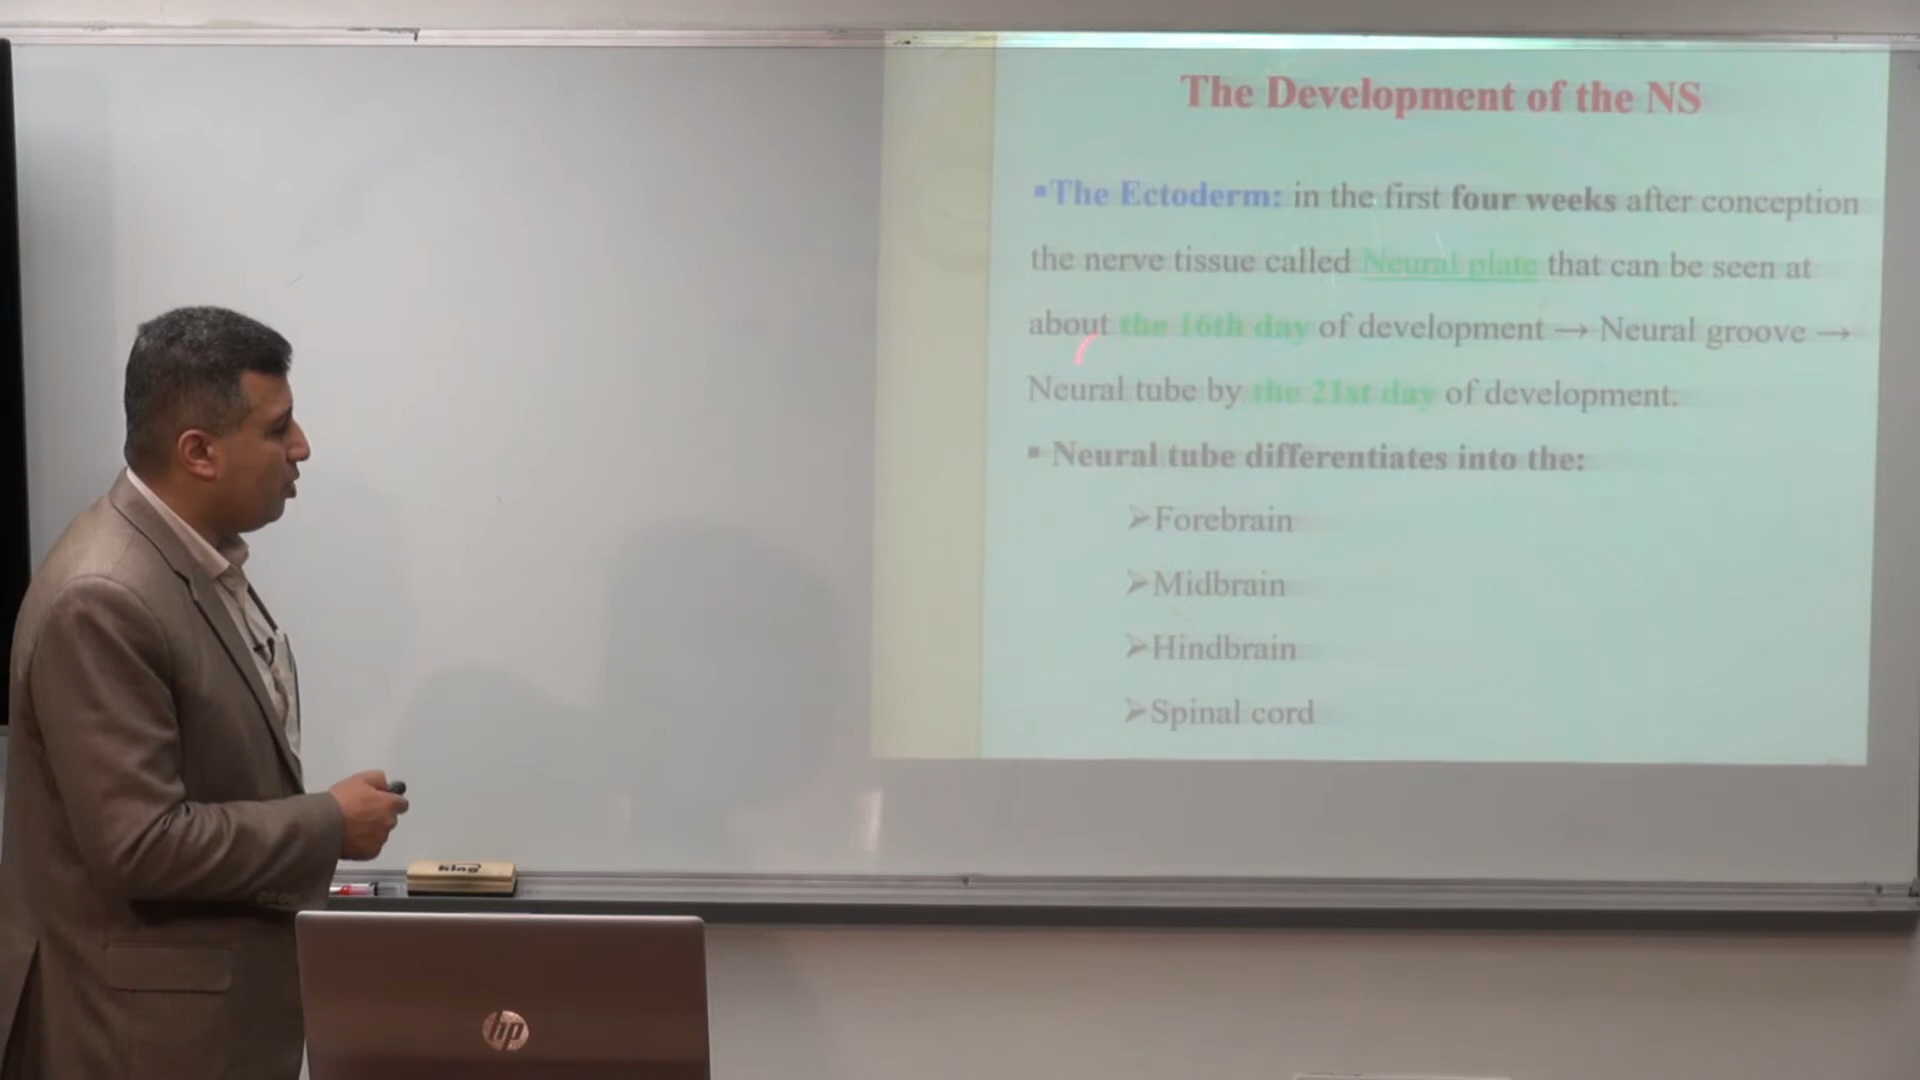 The Development of the NS
▪The Ectoderm: in the first four weeks after conception
the nerve tissue called Neural plate that can be seen at
about the 16th day of development → Neural groove →
Neural tube by the 21st day of development.
▪ Neural tube differentiates into the:
➢Forebrain
➢Midbrain
➢Hindbrain
➢Spinal cord
king
hp